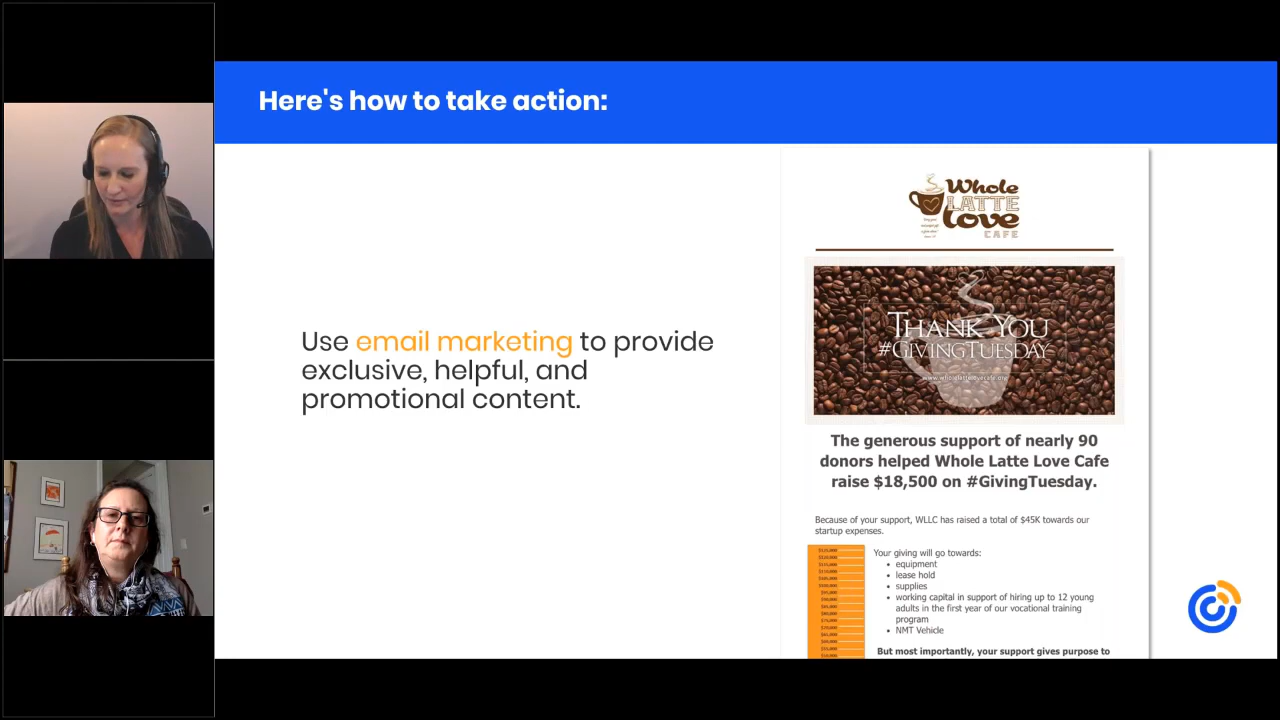 Here's how to take action:
Use email marketing to provide
exclusive, helpful, and
promotional content.
Whole
LATTE
Love
CAFE
THANK YOU
#GIVINGTUESDAY
www.wholelattelovecafe.org
The generous support of nearly 90
donors helped Whole Latte Love Cafe
raise $18,500 on #GivingTuesday.
Because of your support, WLLC has raised a total of $45K towards our
startup expenses.
Your giving will go towards:
• equipment
• lease hold
• supplies
• working capital in support of hiring up to 12 young
adults in the first year of our vocational training
program
• NMT Vehicle
But most importantly, your support gives purpose to